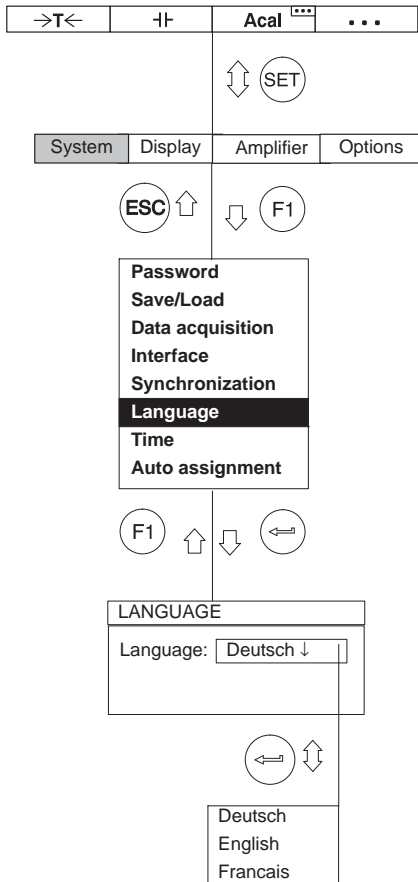 →T← ⊣⊢ Acal ... ...
SET
System Display Amplifier Options
ESC F1
Password
Save/Load
Data acquisition
Interface
Synchronization
Language
Time
Auto assignment
F1
LANGUAGE
Language: Deutsch ↓
Deutsch
English
Francais